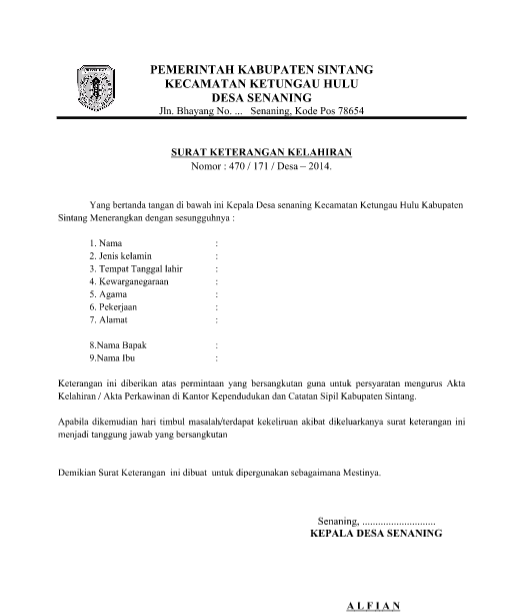 PEMERINTAH KABUPATEN SINTANG
KECAMATAN KETUNGAU HULU
DESA SENANING
Jln. Bhayang No. ... Senaning, Kode Pos 78654
SURAT KETERANGAN KELAHIRAN
Nomor : 470 / 171 / Desa – 2014.
Yang bertanda tangan di bawah ini Kepala Desa senaning Kecamatan Ketungau Hulu Kabupaten
Sintang Menerangkan dengan sesungguhnya :
1. Nama :
2. Jenis kelamin :
3. Tempat Tanggal lahir :
4. Kewarganegaraan :
5. Agama :
6. Pekerjaan :
7. Alamat :
8.Nama Bapak :
9.Nama Ibu :
Keterangan ini diberikan atas permintaan yang bersangkutan guna untuk persyaratan mengurus Akta
Kelahiran / Akta Perkawinan di Kantor Kependudukan dan Catatan Sipil Kabupaten Sintang.
Apabila dikemudian hari timbul masalah/terdapat kekeliruan akibat dikeluarkanya surat keterangan ini
menjadi tanggung jawab yang bersangkutan
Demikian Surat Keterangan ini dibuat untuk dipergunakan sebagaimana Mestinya.
Senaning, ............................
KEPALA DESA SENANING
A L F I A N